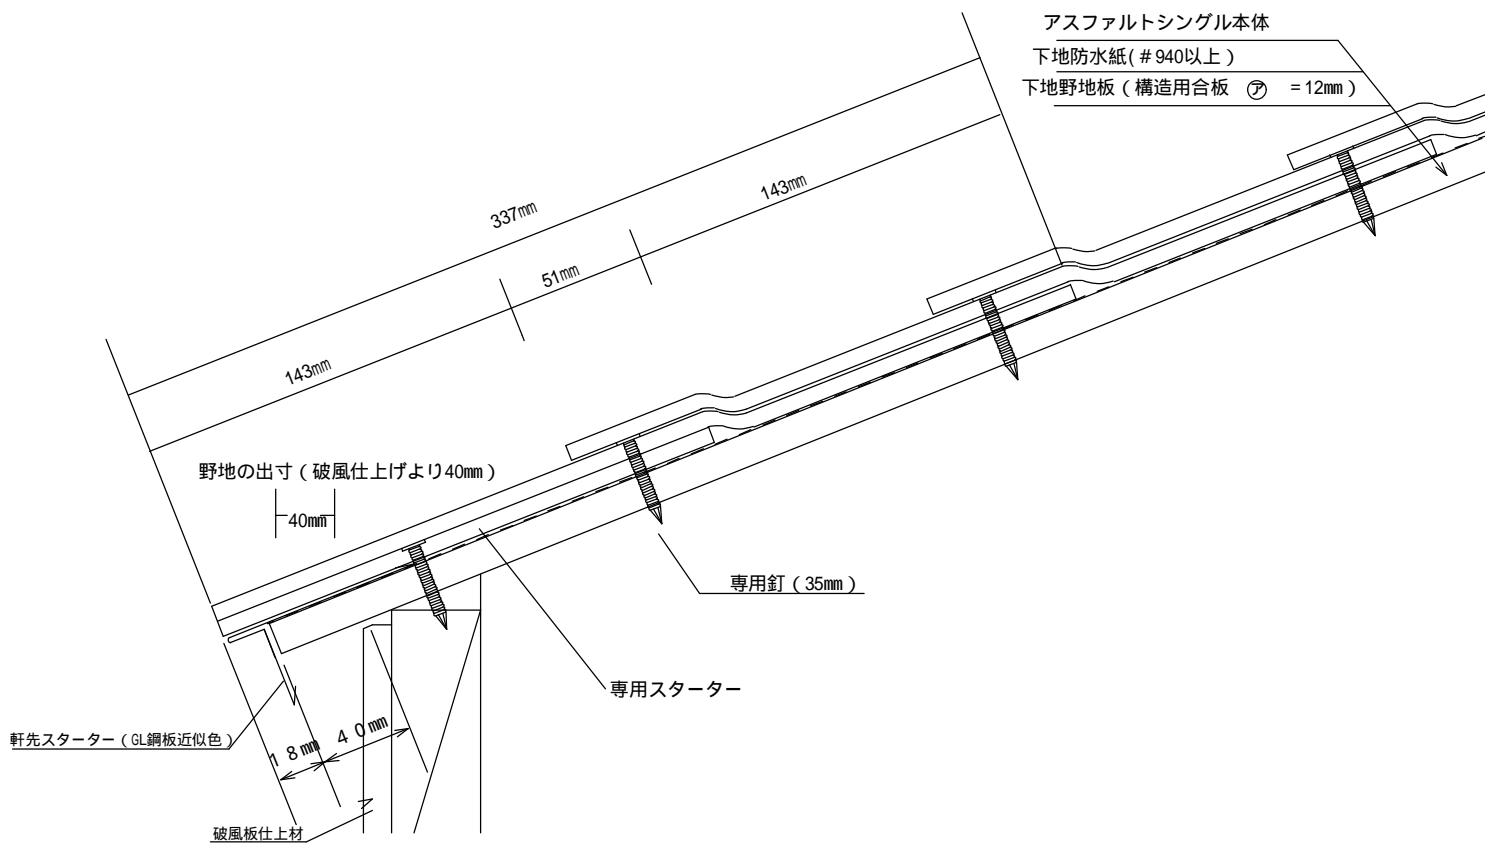 アスファルトシングル本体
下地防水紙(＃940以上）
下地野地板（構造用合板　㋐　=12mm）
337mm
143mm
51mm
143mm
野地の出寸（破風仕上げより40mm）
40mm
専用釘（35mm）
専用スターター
軒先スターター（GL鋼板近似色）
１８mm
４０mm
破風板仕上材